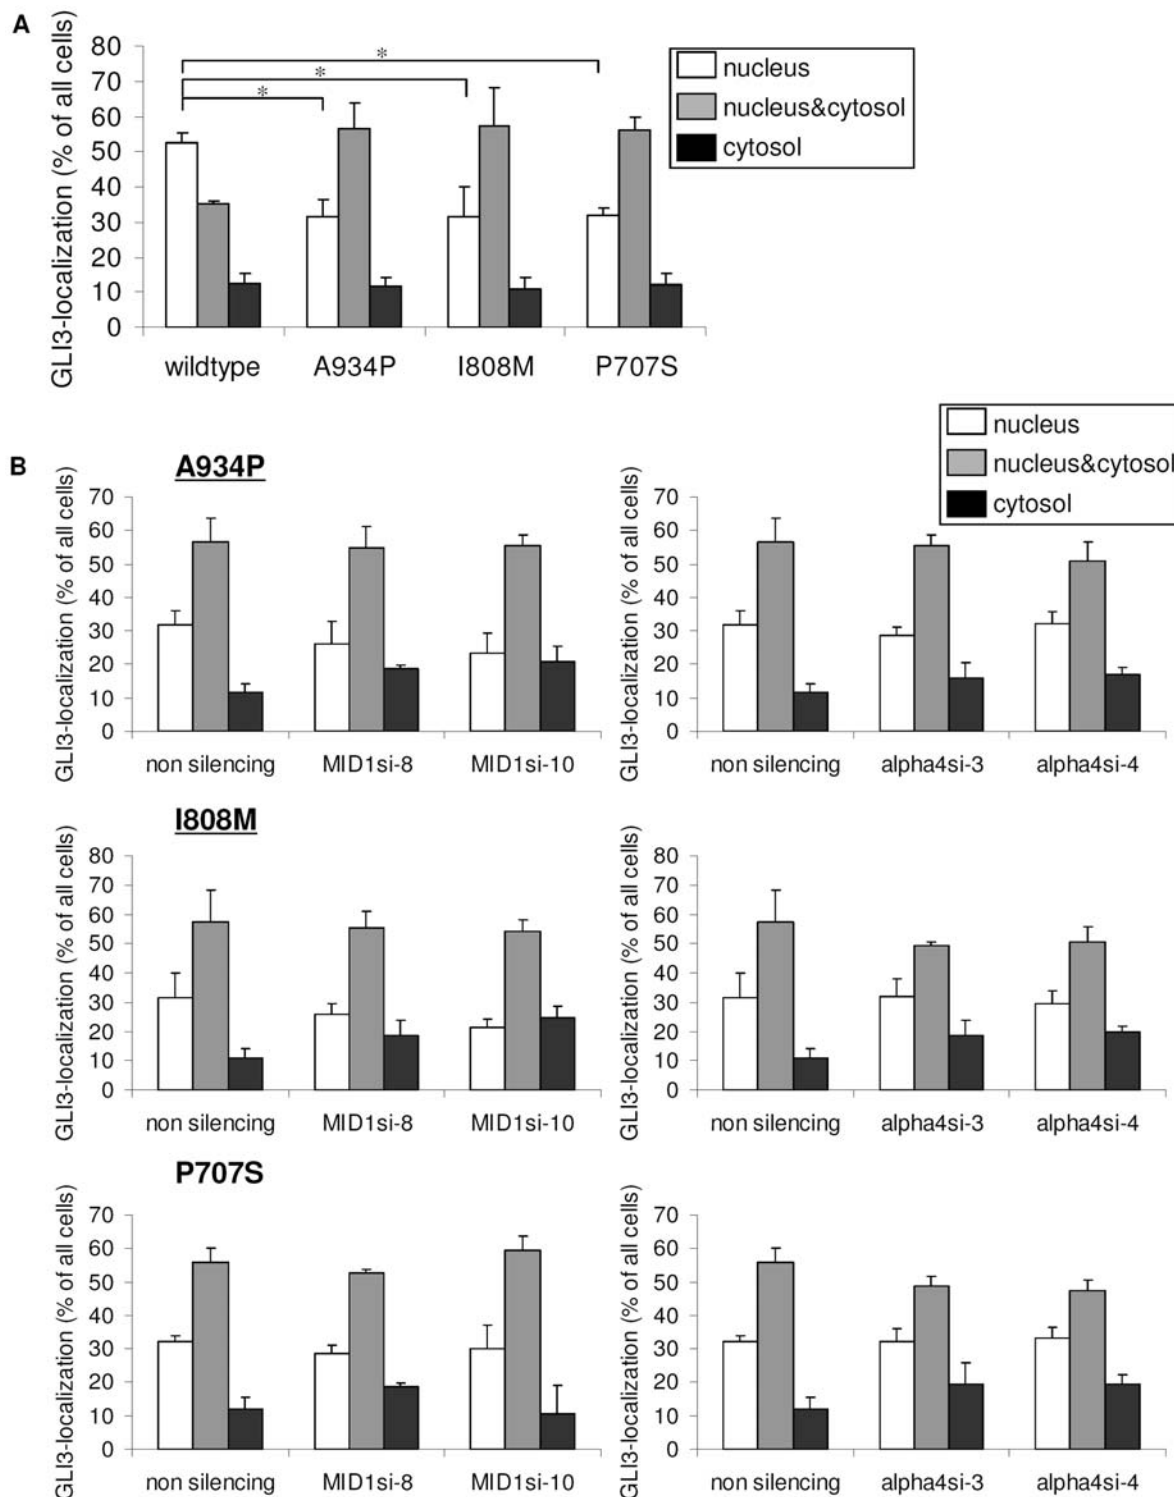 A
GLI3-localization (% of all cells)
80
70
60
50
40
30
20
10
0
*
*
*
wildtype A934P I808M P707S
nucleus
nucleus&cytosol
cytosol
nucleus
nucleus&cytosol
cytosol
B
A934P
GLI3-localization (% of all cells)
70
60
50
40
30
20
10
0
non silencing MID1si-8 MID1si-10
GLI3-localization (% of all cells)
70
60
50
40
30
20
10
0
non silencing alpha4si-3 alpha4si-4
I808M
GLI3-localization (% of all cells)
80
70
60
50
40
30
20
10
0
non silencing MID1si-8 MID1si-10
GLI3-localization (% of all cells)
80
70
60
50
40
30
20
10
0
non silencing alpha4si-3 alpha4si-4
P707S
GLI3-localization (% of all cells)
70
60
50
40
30
20
10
0
non silencing MID1si-8 MID1si-10
GLI3-localization (% of all cells)
70
60
50
40
30
20
10
0
non silencing alpha4si-3 alpha4si-4